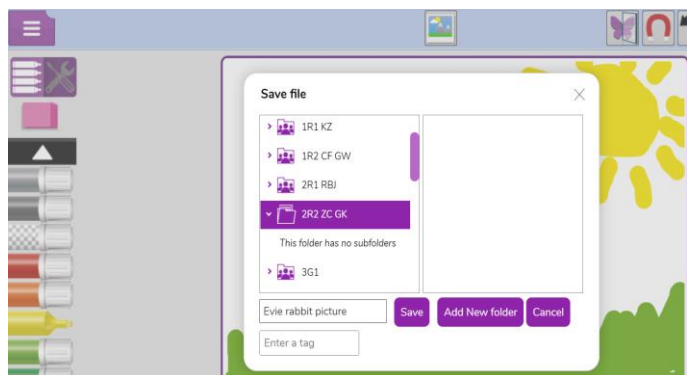 Save file
1R1 KZ
1R2 CF GW
2R1 RBJ
2R2 ZC GK
This folder has no subfolders
3G1
Evie rabbit picture
Save
Add New folder
Cancel
Enter a tag